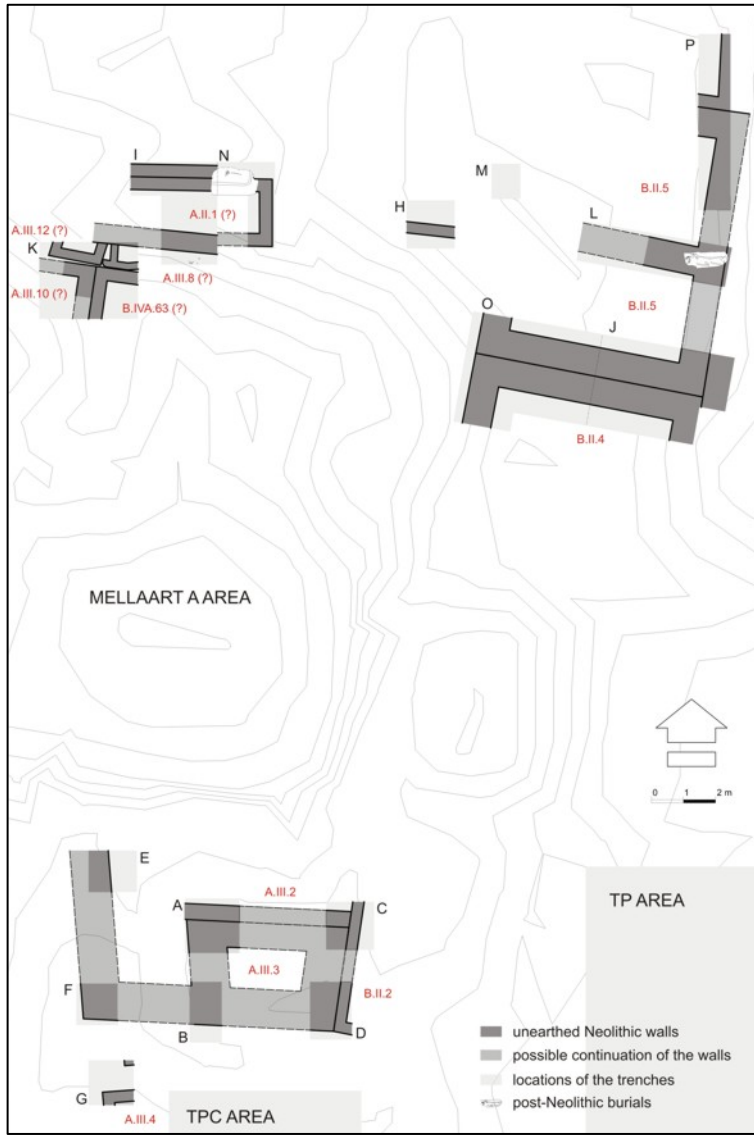 P
I
N
M
B.II.5
A.II.1 (?)
H
L
A.III.12 (?)
K
A.III.8 (?)
A.III.10 (?)
B.IVA.63 (?)
B.II.5
O
J
B.II.4
MELLAART A AREA
0 1 2 m
E
A.III.2
A
C
TP AREA
A.III.3
F
B.II.2
B
D
unearthed Neolithic walls
possible continuation of the walls
locations of the trenches
post-Neolithic burials
G
A.III.4
TPC AREA